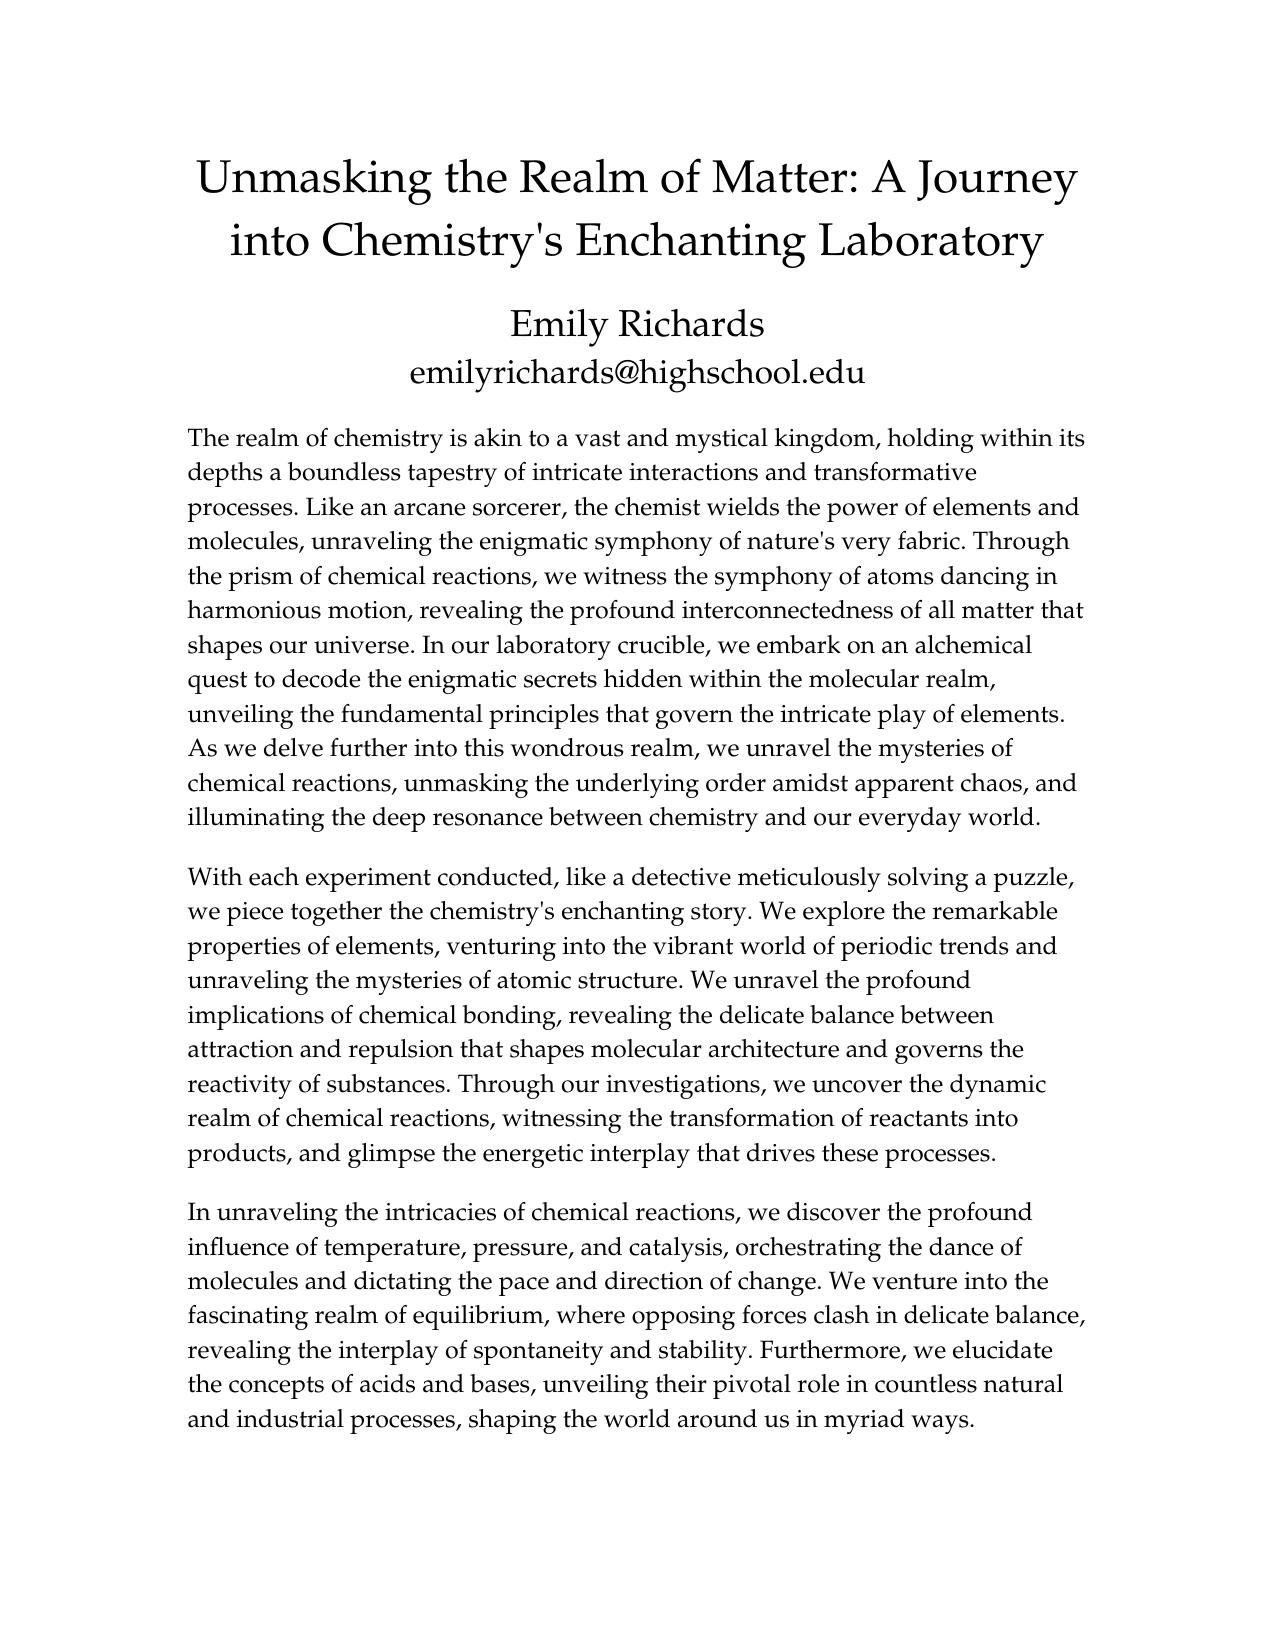 Unmasking the Realm of Matter: A Journey
into Chemistry's Enchanting Laboratory
Emily Richards
emilyrichards@highschool.edu
The realm of chemistry is akin to a vast and mystical kingdom, holding within its
depths a boundless tapestry of intricate interactions and transformative
processes. Like an arcane sorcerer, the chemist wields the power of elements and
molecules, unraveling the enigmatic symphony of nature's very fabric. Through
the prism of chemical reactions, we witness the symphony of atoms dancing in
harmonious motion, revealing the profound interconnectedness of all matter that
shapes our universe. In our laboratory crucible, we embark on an alchemical
quest to decode the enigmatic secrets hidden within the molecular realm,
unveiling the fundamental principles that govern the intricate play of elements.
As we delve further into this wondrous realm, we unravel the mysteries of
chemical reactions, unmasking the underlying order amidst apparent chaos, and
illuminating the deep resonance between chemistry and our everyday world.
With each experiment conducted, like a detective meticulously solving a puzzle,
we piece together the chemistry's enchanting story. We explore the remarkable
properties of elements, venturing into the vibrant world of periodic trends and
unraveling the mysteries of atomic structure. We unravel the profound
implications of chemical bonding, revealing the delicate balance between
attraction and repulsion that shapes molecular architecture and governs the
reactivity of substances. Through our investigations, we uncover the dynamic
realm of chemical reactions, witnessing the transformation of reactants into
products, and glimpse the energetic interplay that drives these processes.
In unraveling the intricacies of chemical reactions, we discover the profound
influence of temperature, pressure, and catalysis, orchestrating the dance of
molecules and dictating the pace and direction of change. We venture into the
fascinating realm of equilibrium, where opposing forces clash in delicate balance,
revealing the interplay of spontaneity and stability. Furthermore, we elucidate
the concepts of acids and bases, unveiling their pivotal role in countless natural
and industrial processes, shaping the world around us in myriad ways.